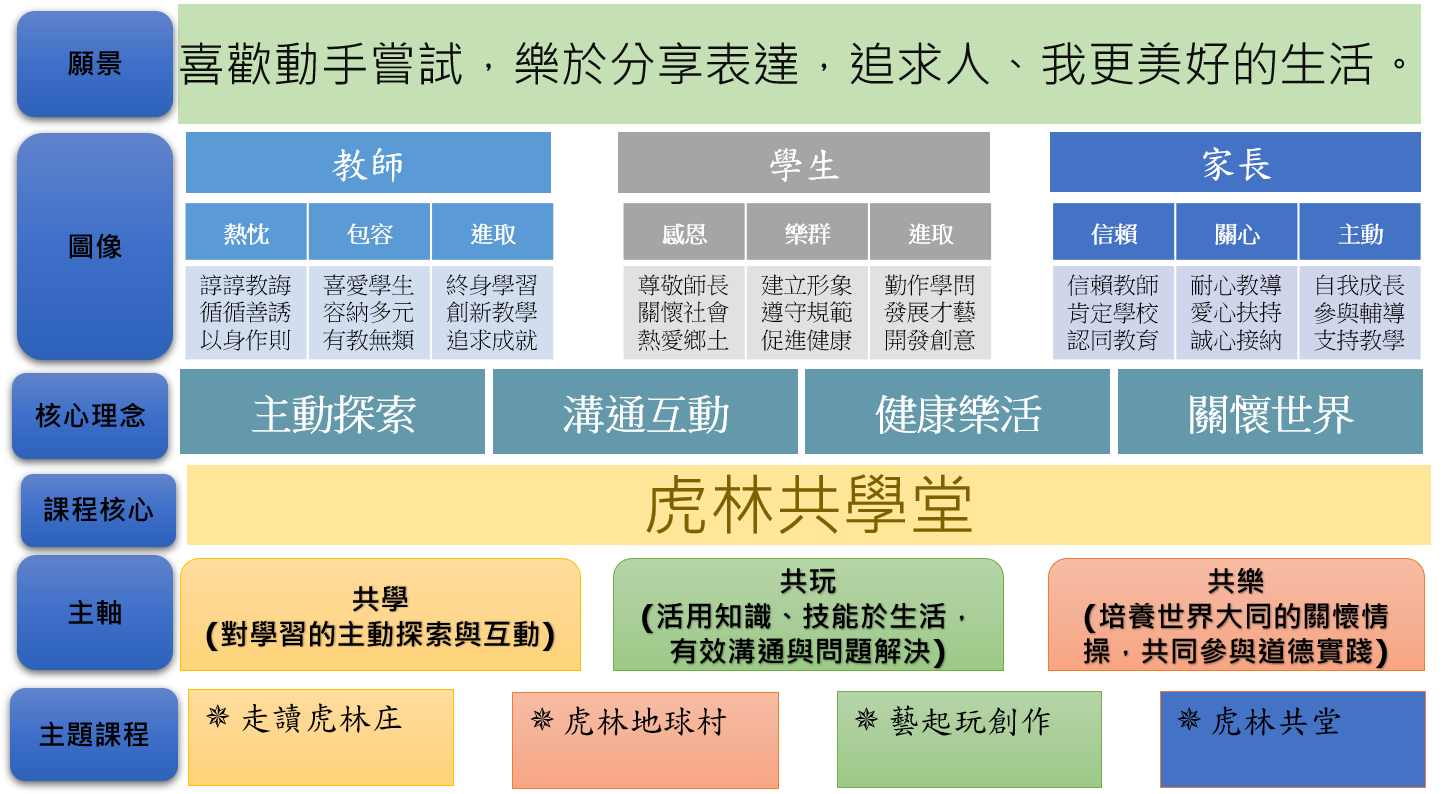 願景
喜歡動手嘗試，樂於分享表達，追求人、我更美好的生活。
圖像
教師
熱忱
包容
進取
諄諄教誨
循循善誘
以身作則
喜愛學生
容納多元
有教無類
終身學習
創新教學
追求成就
學生
感恩
樂群
進取
尊敬師長
關懷社會
熱愛鄉土
建立形象
遵守規範
促進健康
勤作學問
發展才藝
開發創意
家長
信賴
關心
主動
信賴教師
肯定學校
認同教育
耐心教導
愛心扶持
誠心接納
自我成長
參與輔導
支持教學
核心理念
主動探索
溝通互動
健康樂活
關懷世界
課程核心
虎林共學堂
主軸
共學
(對學習的主動探索與互動)
共玩
(活用知識、技能於生活，
有效溝通與問題解決)
共樂
(培養世界大同的關懷情
操，共同參與道德實踐)
主題課程
✵ 走讀虎林庄
✵ 虎林地球村
✵ 藝起玩創作
✵ 虎林共堂